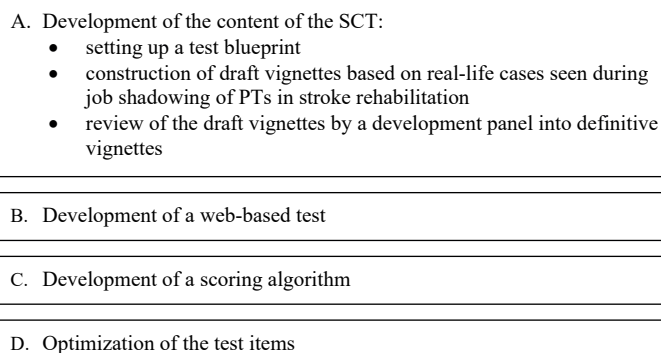 A. Development of the content of the SCT:
• setting up a test blueprint
• construction of draft vignettes based on real-life cases seen during
job shadowing of PTs in stroke rehabilitation
• review of the draft vignettes by a development panel into definitive
vignettes
B. Development of a web-based test
C. Development of a scoring algorithm
D. Optimization of the test items